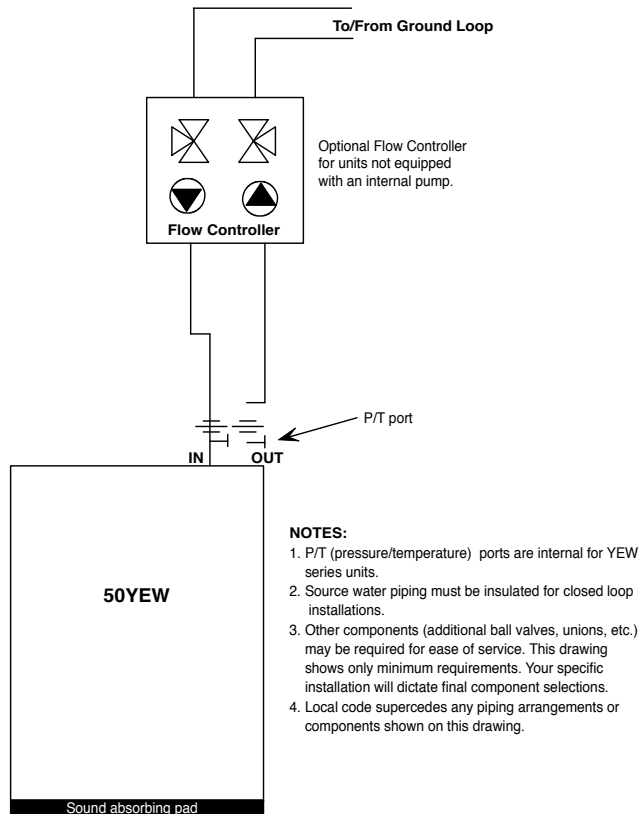 To/From Ground Loop
Optional Flow Controller
for units not equipped
with an internal pump.
Flow Controller
P/T port
IN
OUT
50YEW
NOTES:
1. P/T (pressure/temperature) ports are internal for YEW
series units.
2. Source water piping must be insulated for closed loop
installations.
3. Other components (additional ball valves, unions, etc.)
may be required for ease of service. This drawing
shows only minimum requirements. Your specific
installation will dictate final component selections.
4. Local code supercedes any piping arrangements or
components shown on this drawing.
Sound absorbing pad